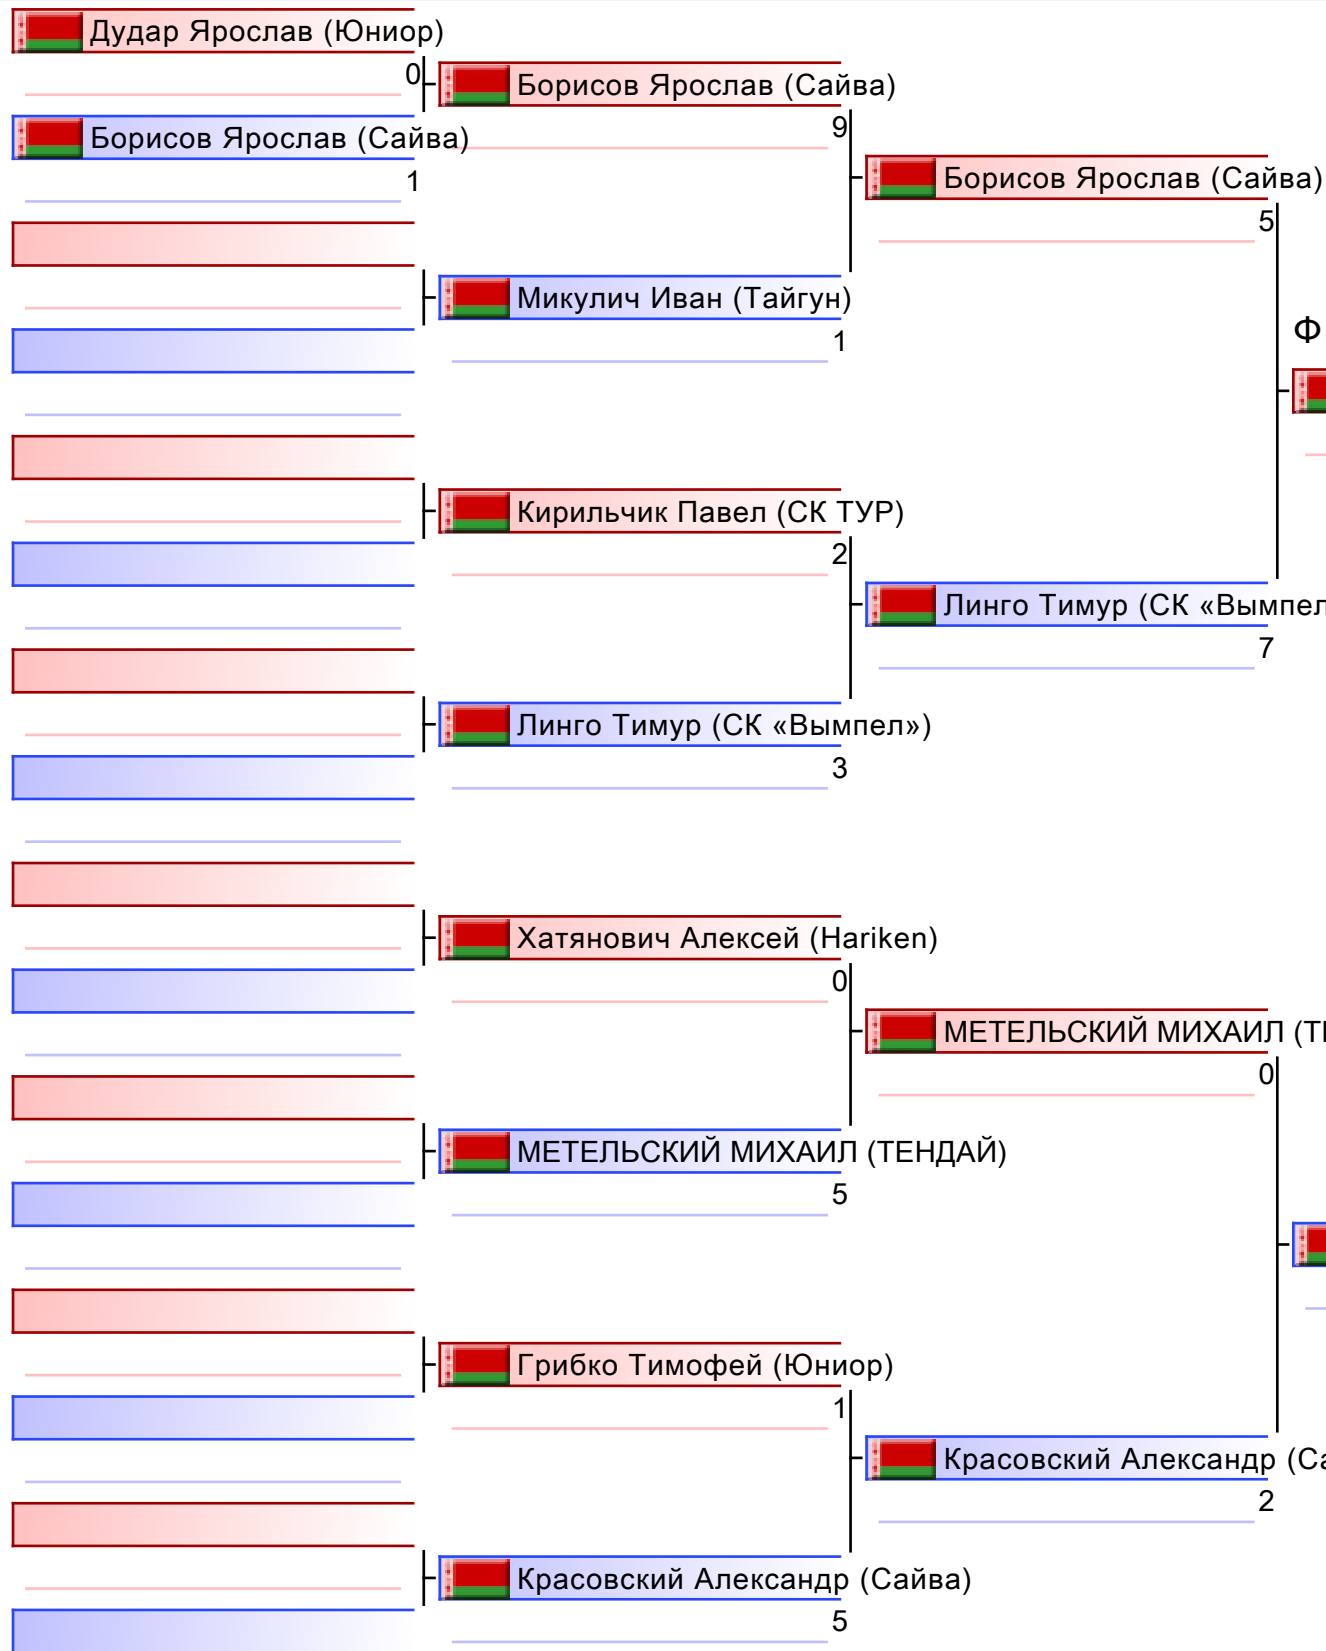 Дудар Ярослав (Юниор)
0
Борисов Ярослав (Сайва)
Борисов Ярослав (Сайва)
9
Борисов Ярослав (Сайва)
1
5
Микулич Иван (Тайгун)
Ф
1
Кирильчик Павел (СК ТУР)
2
Линго Тимур (СК «Вымпел
7
Линго Тимур (СК «Вымпел»)
3
Хатянович Алексей (Hariken)
0
МЕТЕЛЬСКИЙ МИХАИЛ (ТЕ
0
МЕТЕЛЬСКИЙ МИХАИЛ (ТЕНДАЙ)
5
Грибко Тимофей (Юниор)
1
Красовский Александр (Са
2
Красовский Александр (Сайва)
5